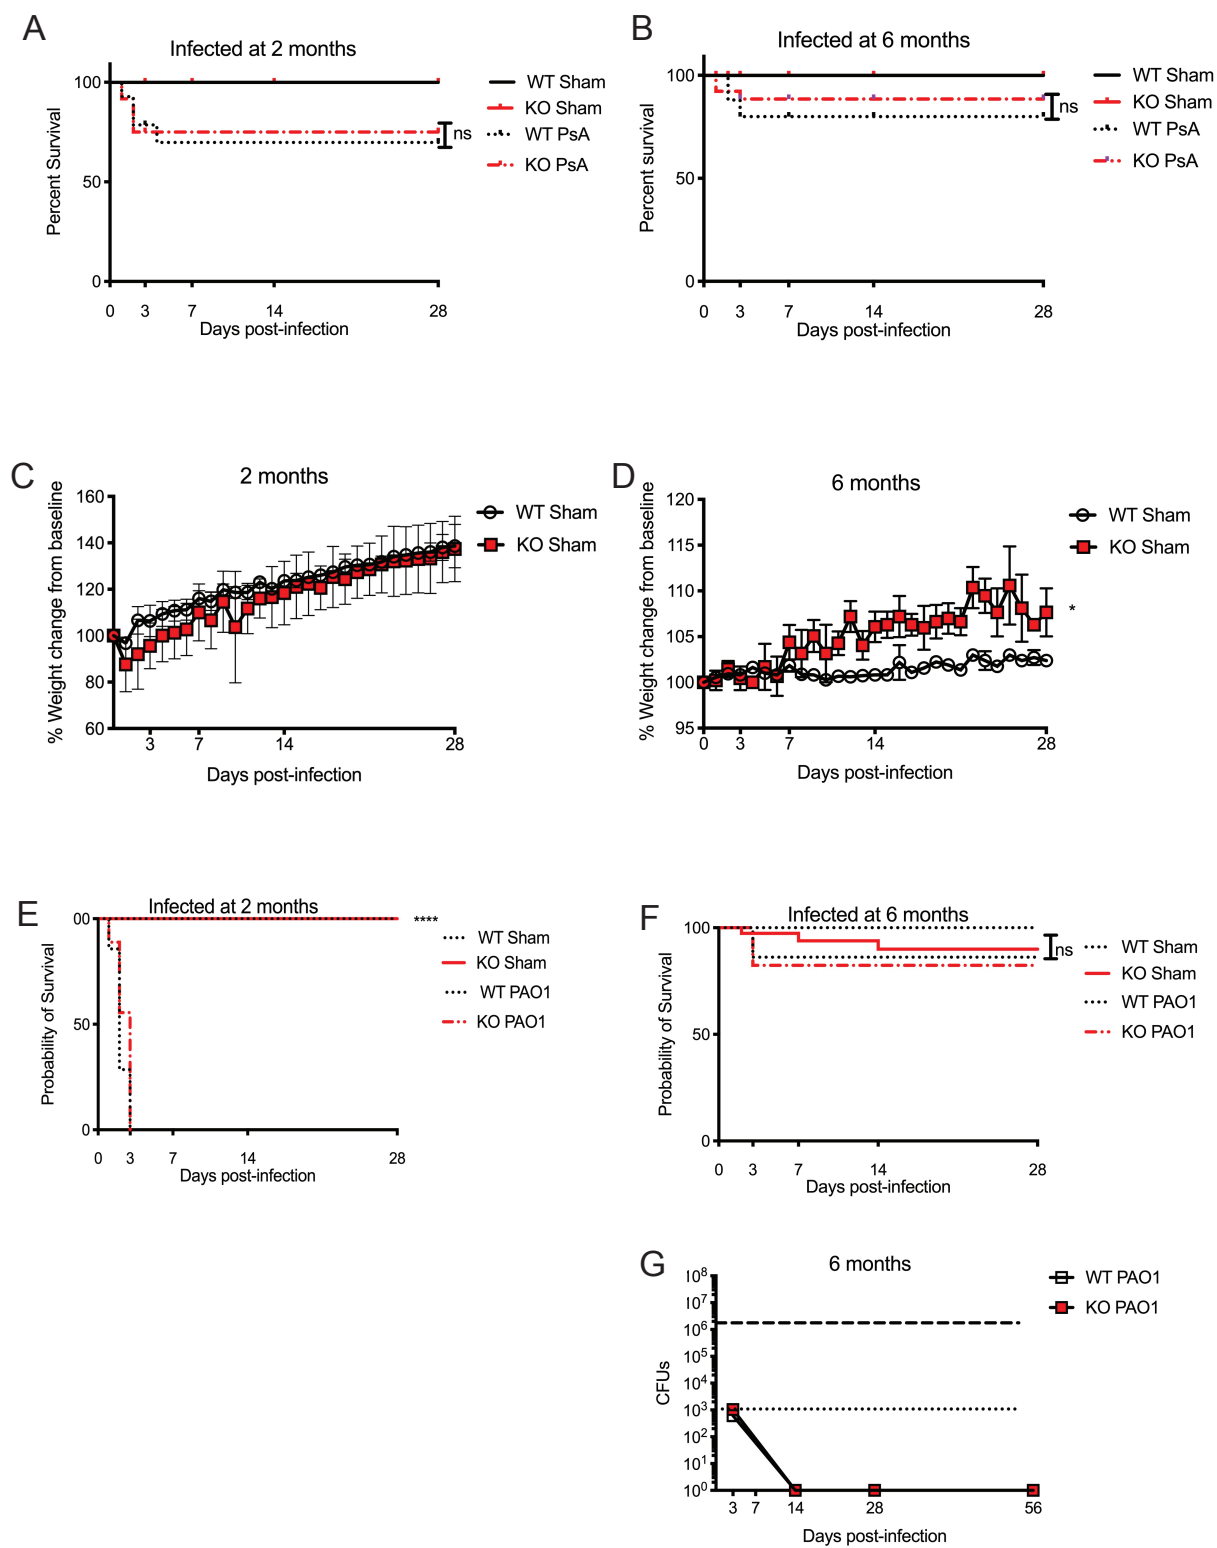 A
Infected at 2 months
Percent Survival
100
50
0
0 3 7 14 28
Days post-infection
WT Sham
KO Sham
WT PsA
KO PsA
ns
B
Infected at 6 months
Percent survival
100
50
0
0 3 7 14 28
Days post-infection
WT Sham
KO Sham
WT PsA
KO PsA
ns
C
2 months
% Weight change from baseline
160
140
120
100
80
60
3 7 14 28
Days post-infection
WT Sham
KO Sham
D
6 months
% Weight change from baseline
120
115
110
105
100
95
0 3 7 14 28
Days post-infection
WT Sham
KO Sham
*
E
Infected at 2 months
Probability of Survival
00
50
0
0 3 7 14 28
Days post-infection
****
WT Sham
KO Sham
WT PAO1
KO PAO1
F
Infected at 6 months
Probability of Survival
100
50
0
0 3 7 14 28
Days post-infection
ns
WT Sham
KO Sham
WT PAO1
KO PAO1
G
6 months
CFUs
10⁸
10⁷
10⁶
10⁵
10⁴
10³
10²
10¹
10⁰
3 7 14 28 56
Days post-infection
WT PAO1
KO PAO1